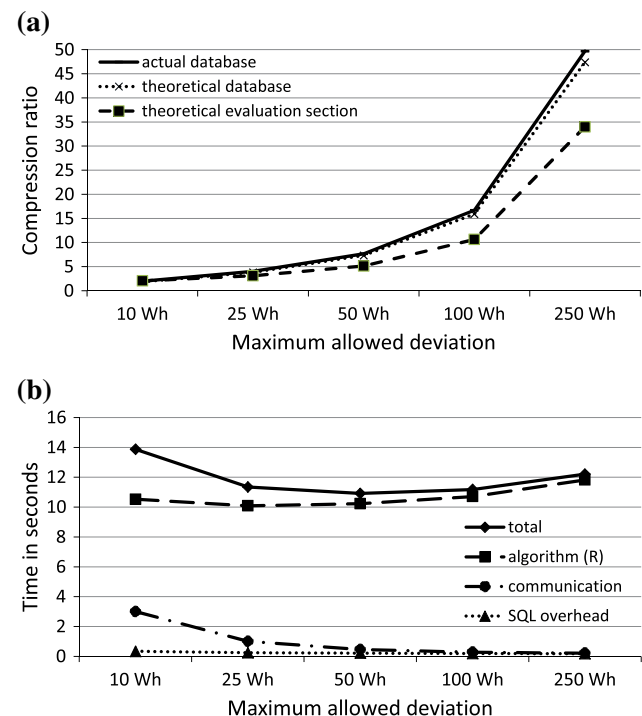 (a)
50
45
40
35
30
25
20
15
10
5
0
Compression ratio
actual database
theoretical database
theoretical evaluation section
10 Wh 25 Wh 50 Wh 100 Wh 250 Wh
Maximum allowed deviation
(b)
16
14
12
10
8
6
4
2
0
Time in seconds
total
algorithm (R)
communication
SQL overhead
10 Wh 25 Wh 50 Wh 100 Wh 250 Wh
Maximum allowed deviation